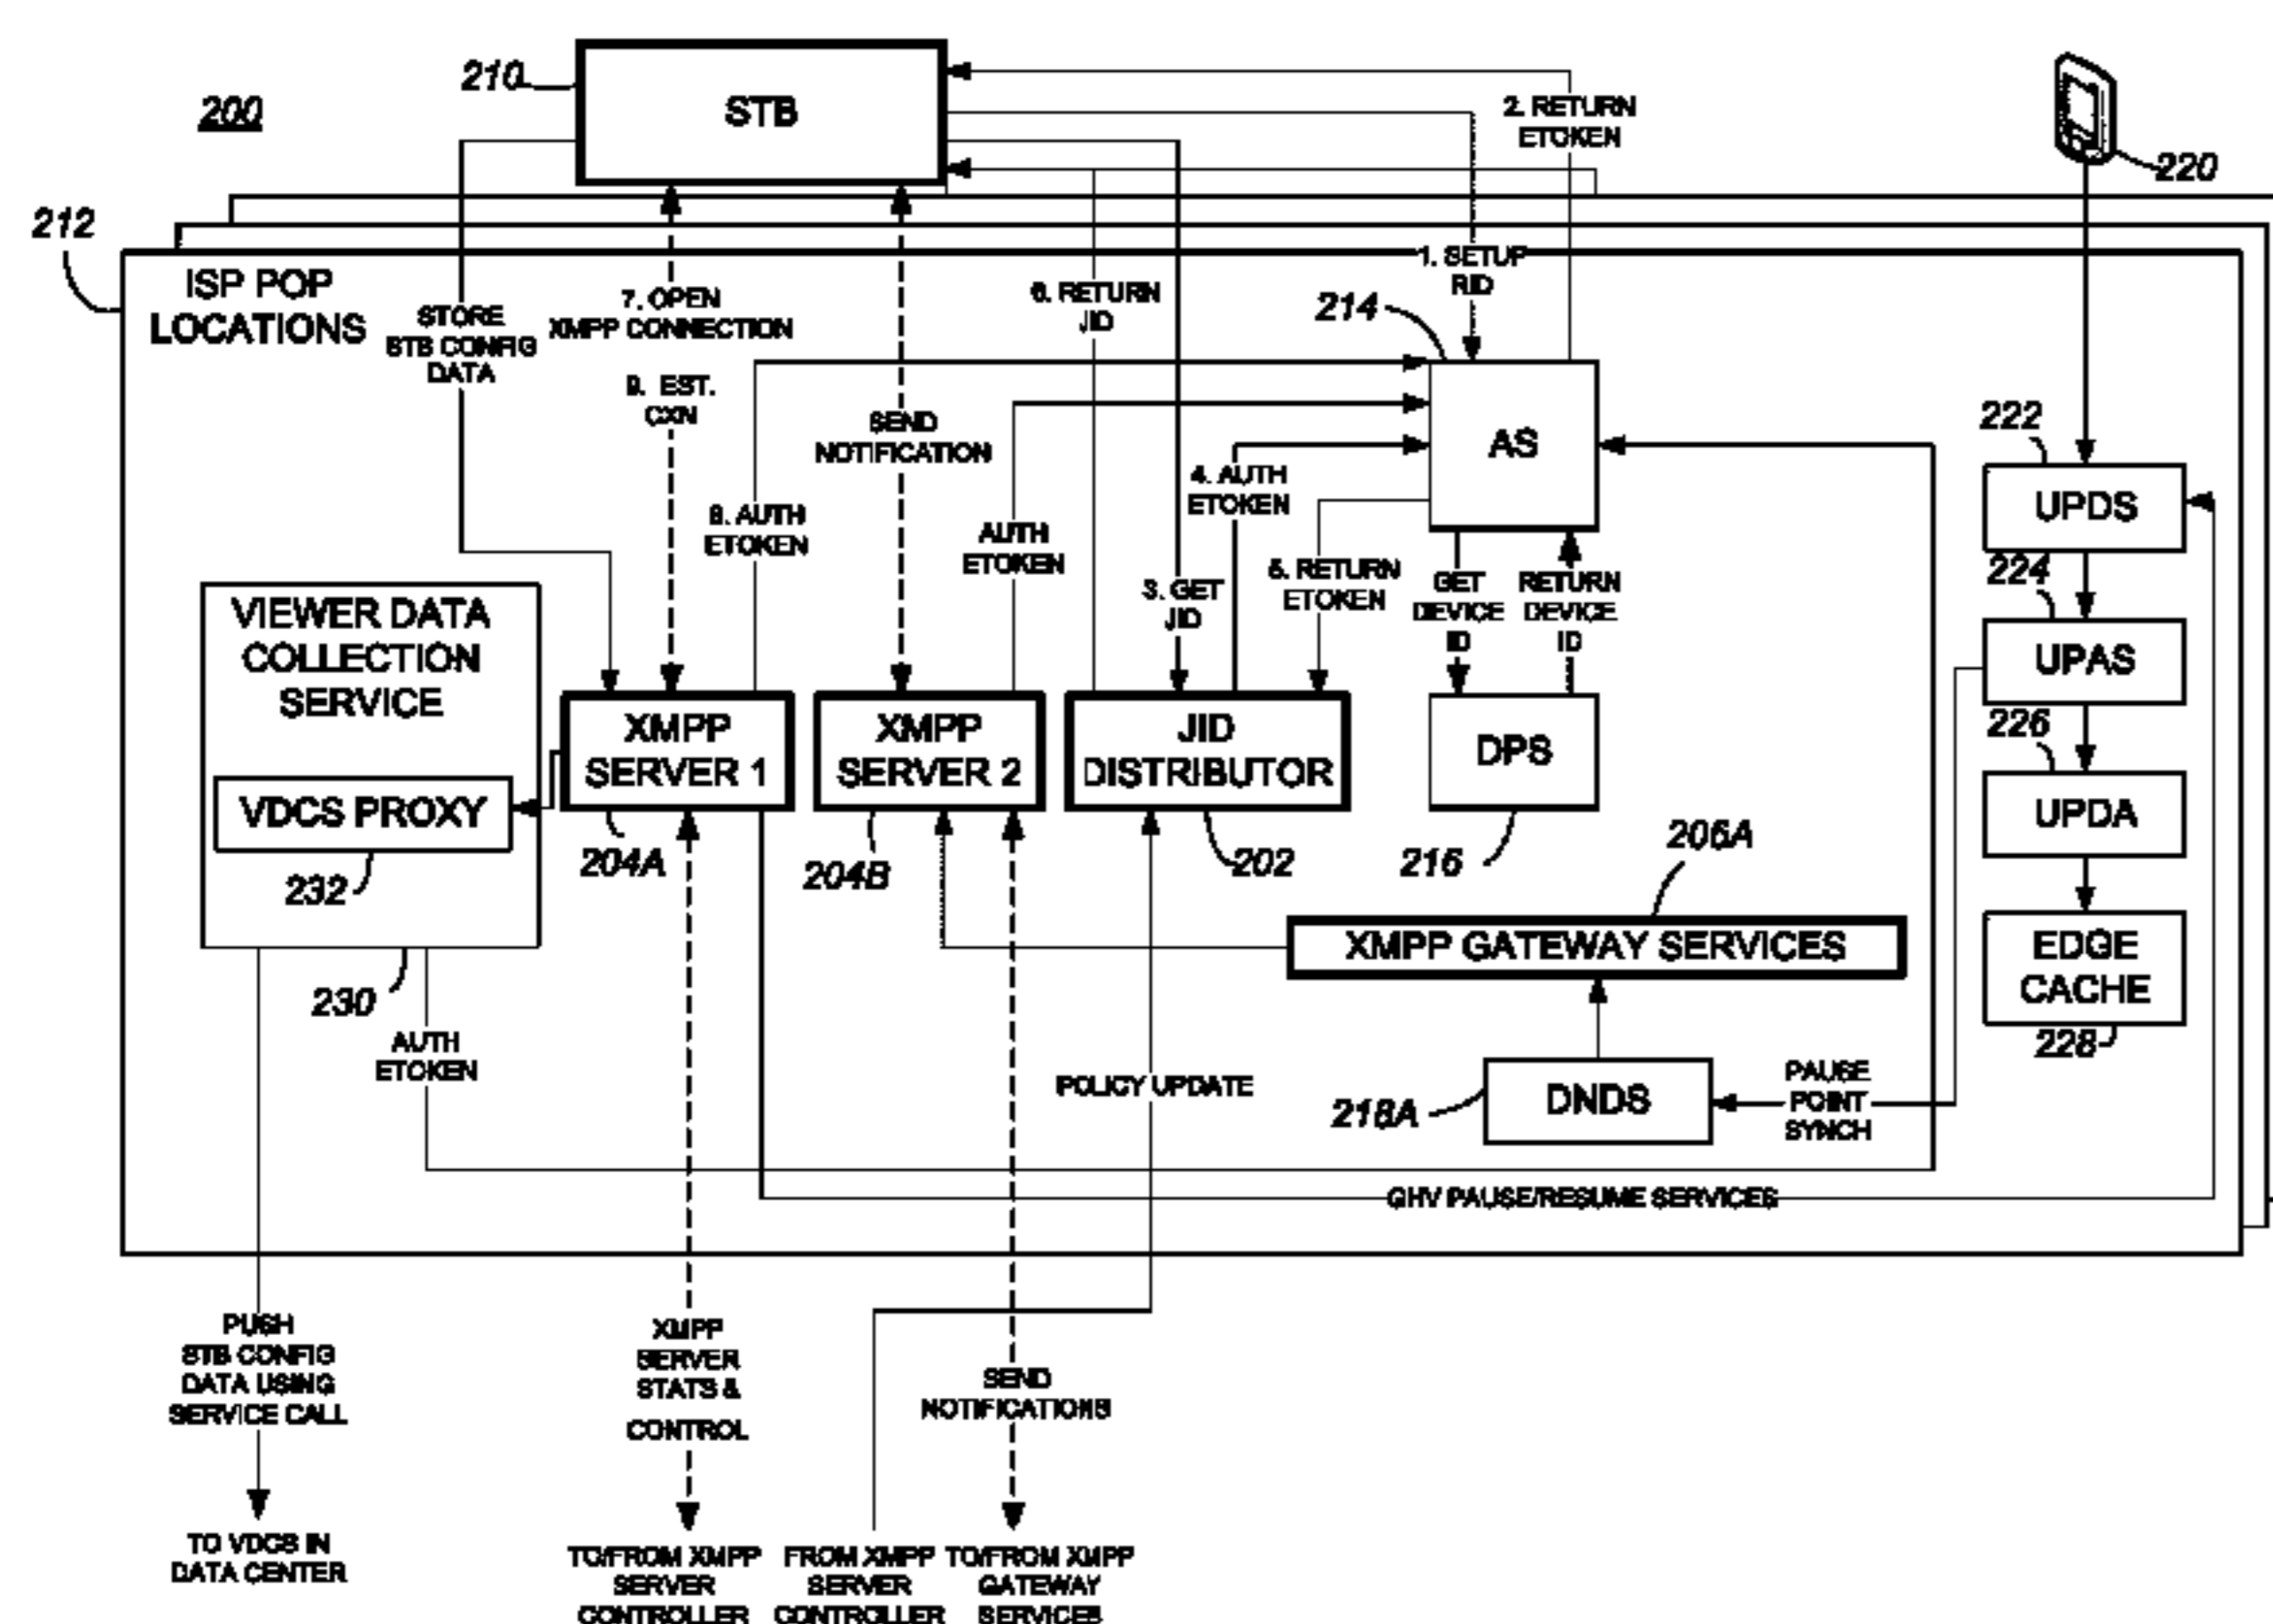 200
210
STB
2. RETURN
ETOKEN
220
212
ISP POP
LOCATIONS
STORE
STB CONFIG
DATA
7. OPEN
XMPP CONNECTION
9. EST.
CXN
SEND
NOTIFICATION
6. RETURN
JID
1. SETUP
RID
214
AS
222
UPDS
8. AUTH
ETOKEN
AUTH
ETOKEN
4. AUTH
ETOKEN
3. GET
JID
5. RETURN
ETOKEN
GET
DEVICE
ID
RETURN
DEVICE
ID
224
UPAS
VIEWER DATA
COLLECTION
SERVICE
VDCS PROXY
232
230
XMPP
SERVER 1
204A
XMPP
SERVER 2
204B
JID
DISTRIBUTOR
202
DPS
216
226
UPDA
206A
XMPP GATEWAY SERVICES
EDGE
CACHE
228
AUTH
ETOKEN
POLICY UPDATE
218A
DNDS
PAUSE
POINT
SYNCH
GHV PAUSE/RESUME SERVICES
PUSH
STB CONFIG
DATA USING
SERVICE CALL
XMPP
SERVER
STATS &
CONTROL
SEND
NOTIFICATIONS
TO VDCS IN
DATA CENTER
TO/FROM XMPP
SERVER
CONTROLLER
FROM XMPP
SERVER
CONTROLLER
TO/FROM XMPP
GATEWAY
SERVICES